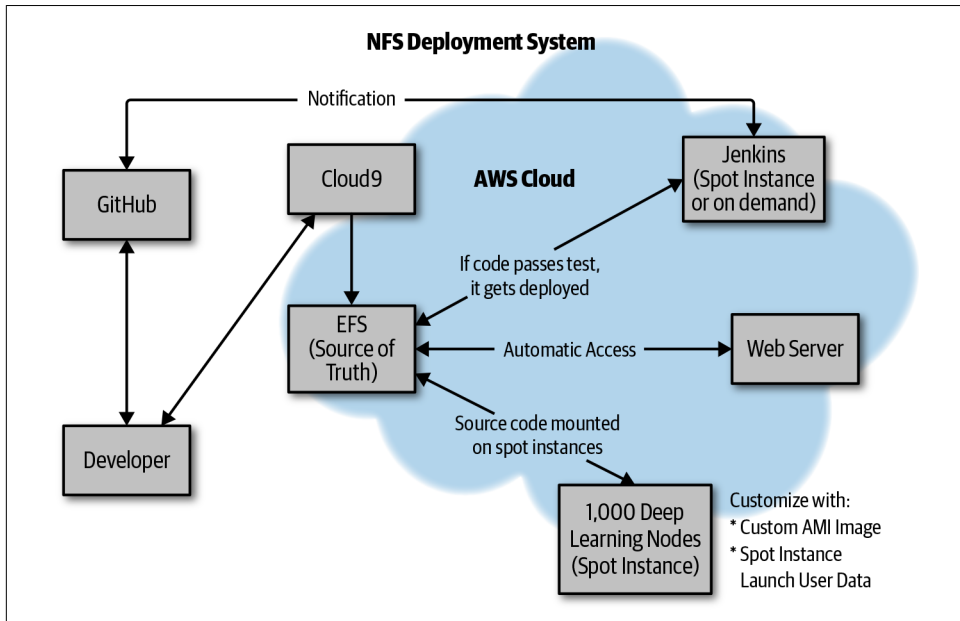 NFS Deployment System
Notification
GitHub
Cloud9
AWS Cloud
Jenkins
(Spot Instance
or on demand)
If code passes test,
it gets deployed
EFS
(Source of
Truth)
Automatic Access
Web Server
Developer
Source code mounted
on spot instances
1,000 Deep
Learning Nodes
(Spot Instance)
Customize with:
* Custom AMI Image
* Spot Instance
Launch User Data